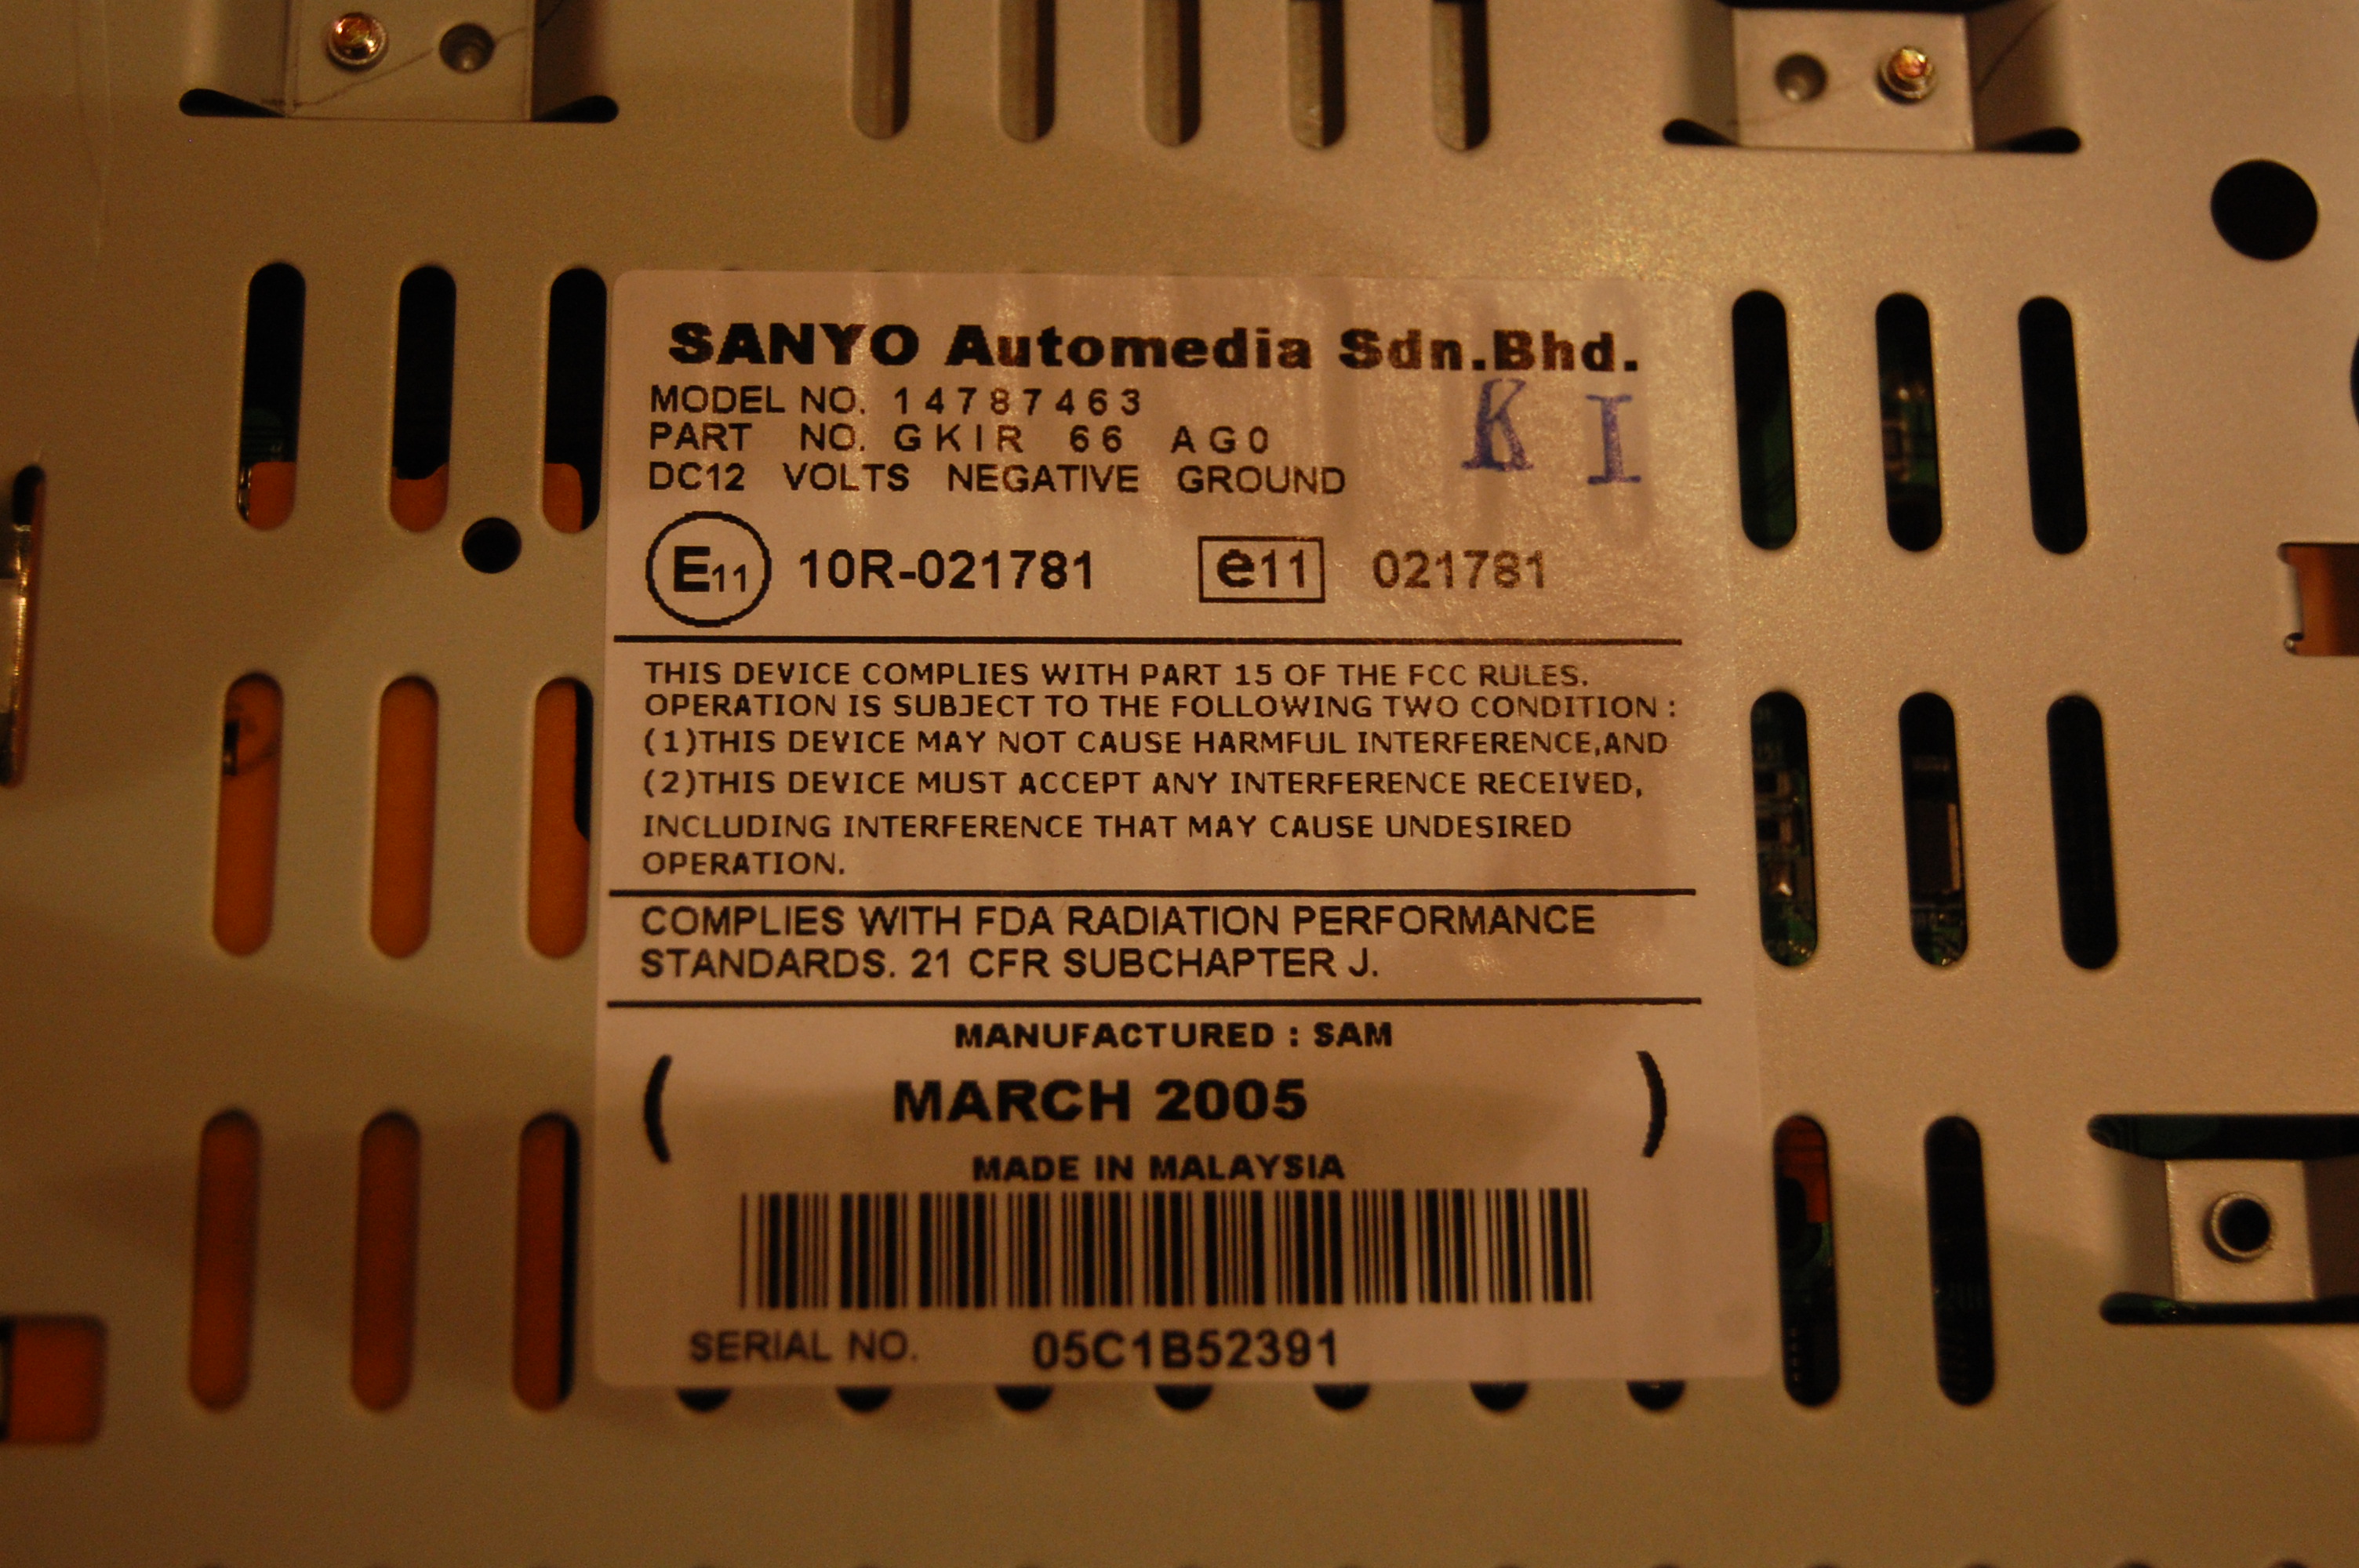 SANYO Automedia Sdn.Bhd.
MODEL NO. 14787463
PART NO. GKIR 66 AG0
K I
DC12 VOLTS NEGATIVE GROUND
E11 10R-021781 e11 021781
THIS DEVICE COMPLIES WITH PART 15 OF THE FCC RULES.
OPERATION IS SUBJECT TO THE FOLLOWING TWO CONDITION :
(1)THIS DEVICE MAY NOT CAUSE HARMFUL INTERFERENCE,AND
(2)THIS DEVICE MUST ACCEPT ANY INTERFERENCE RECEIVED,
INCLUDING INTERFERENCE THAT MAY CAUSE UNDESIRED
OPERATION.
COMPLIES WITH FDA RADIATION PERFORMANCE
STANDARDS. 21 CFR SUBCHAPTER J.
MANUFACTURED : SAM
( MARCH 2005 )
MADE IN MALAYSIA
SERIAL NO. 05C1B52391